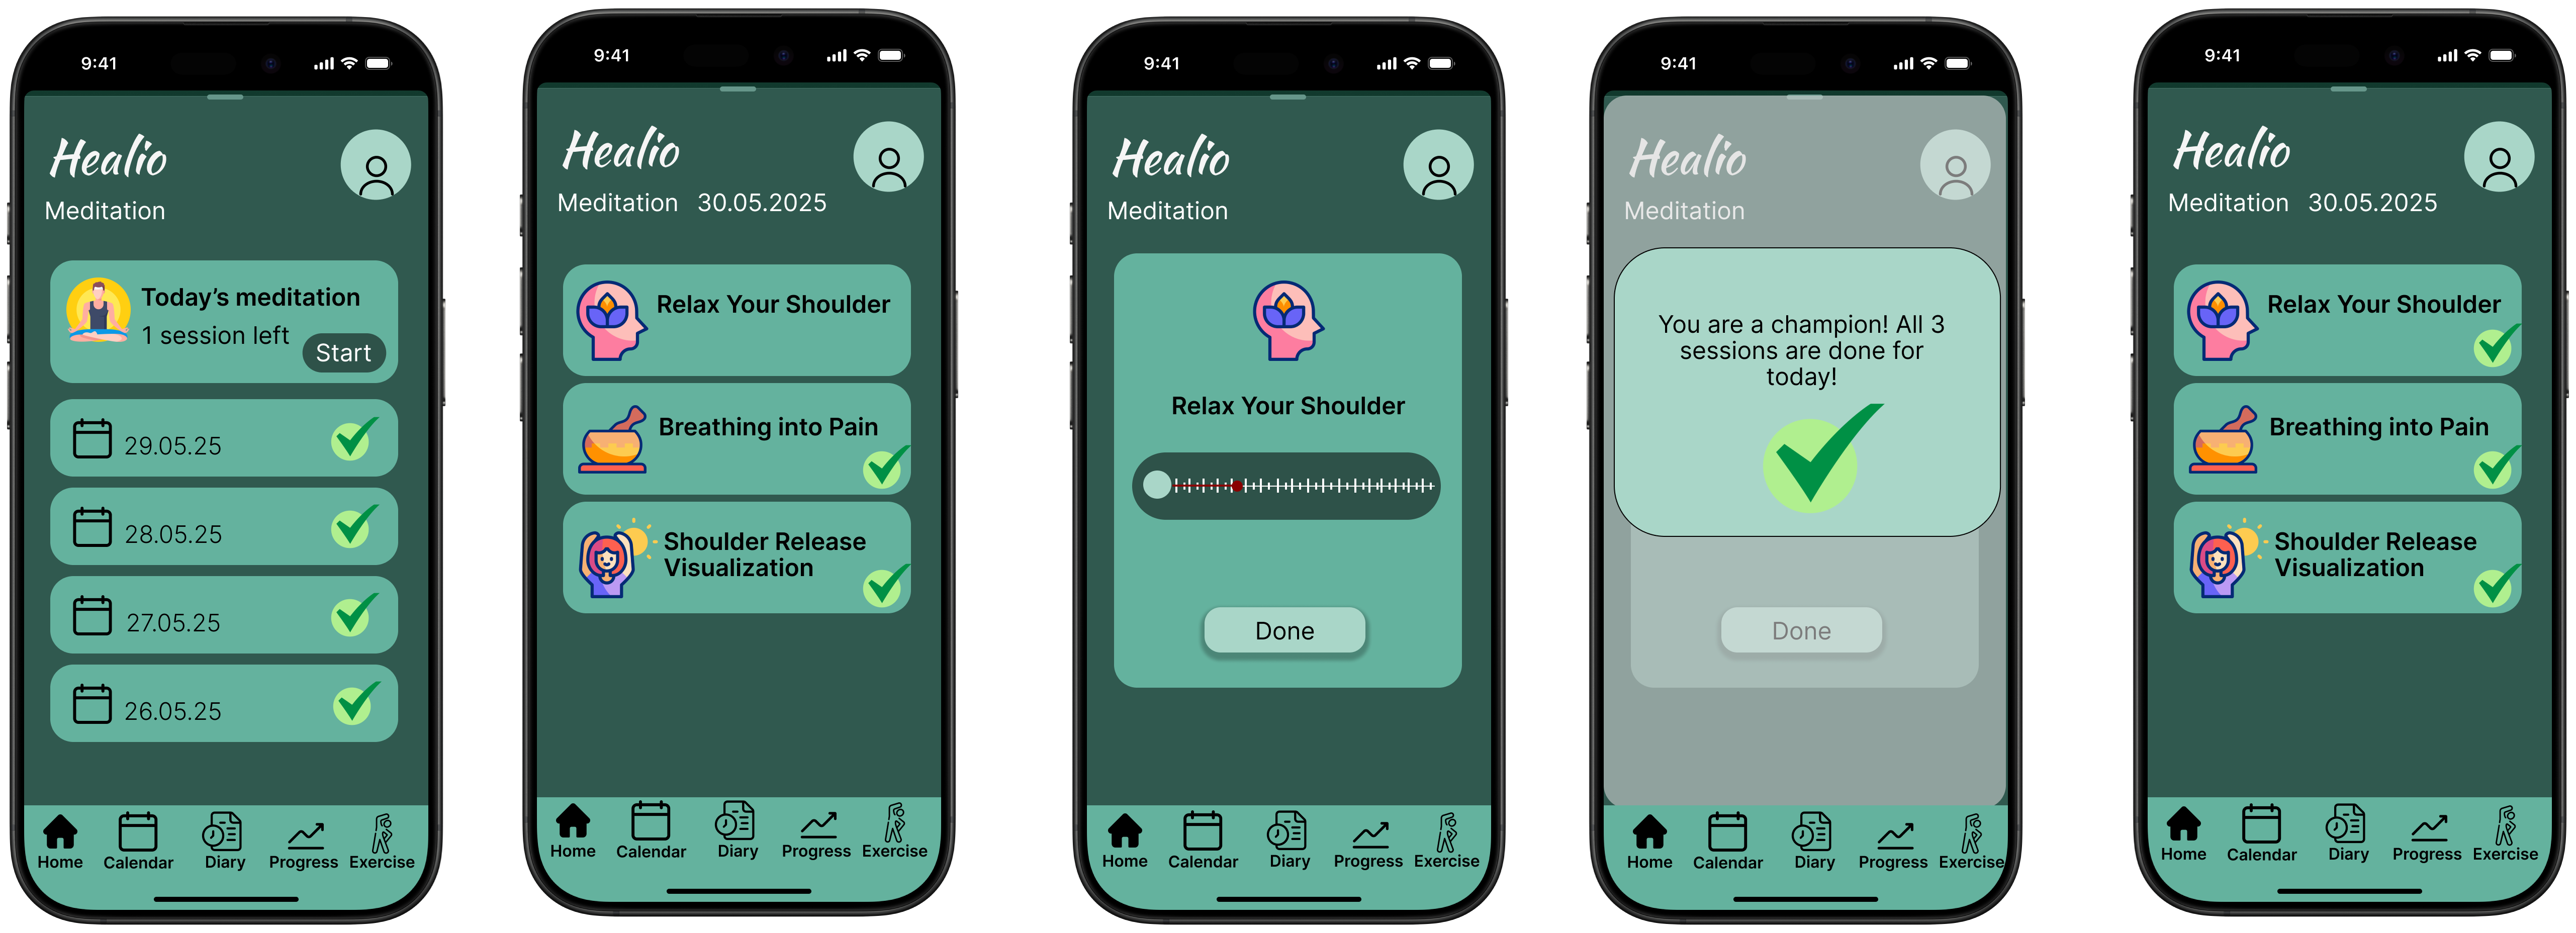 9:41
Healio
Meditation
Today's meditation
1 session left
Start
29.05.25
28.05.25
27.05.25
26.05.25
Home Calendar Diary Progress Exercise
9:41
Healio
Meditation 30.05.2025
Relax Your Shoulder
Breathing into Pain
Shoulder Release
Visualization
Home Calendar Diary Progress Exercise
9:41
Healio
Meditation
Relax Your Shoulder
Done
Home Calendar Diary Progress Exercise
9:41
Healio
Meditation
You are a champion! All 3
sessions are done for
today!
Done
Home Calendar Diary Progress Exercise
9:41
Healio
Meditation 30.05.2025
Relax Your Shoulder
Breathing into Pain
Shoulder Release
Visualization
Home Calendar Diary Progress Exercise